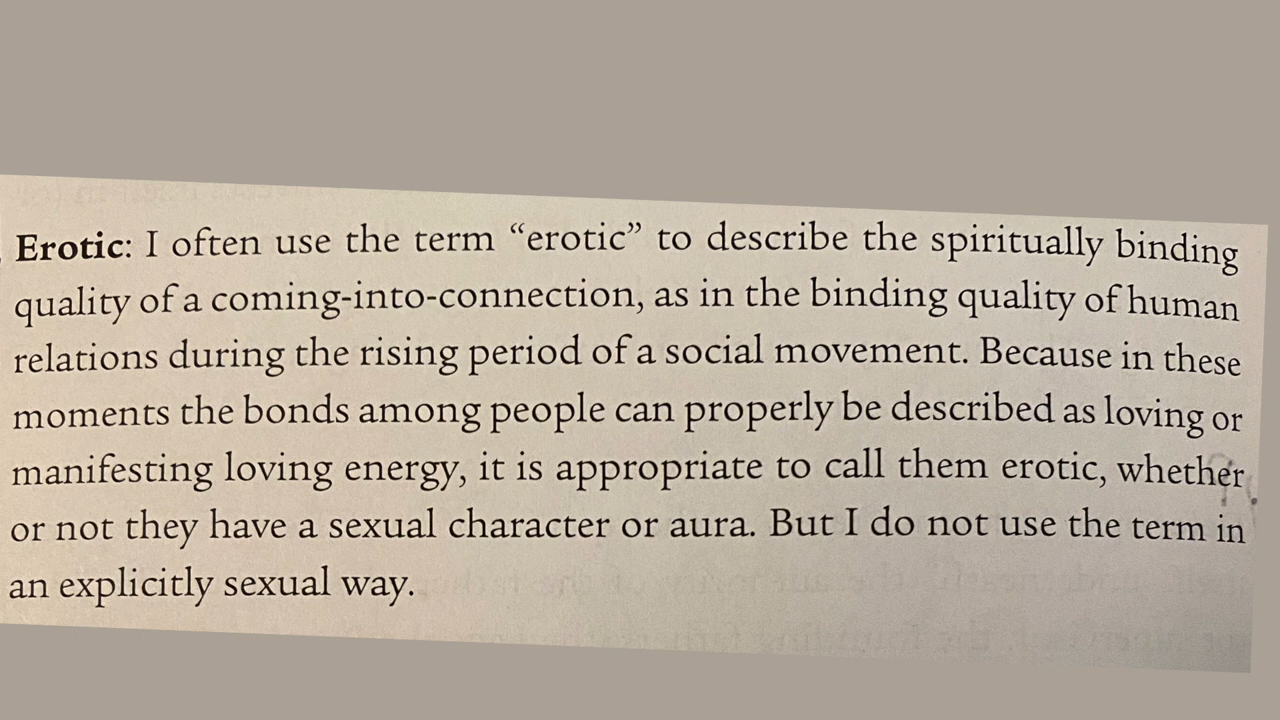 Erotic: I often use the term “erotic” to describe the spiritually binding
quality of a coming-into-connection, as in the binding quality of human
relations during the rising period of a social movement. Because in these
moments the bonds among people can properly be described as loving or
manifesting loving energy, it is appropriate to call them erotic, whether
or not they have a sexual character or aura. But I do not use the term in
an explicitly sexual way.